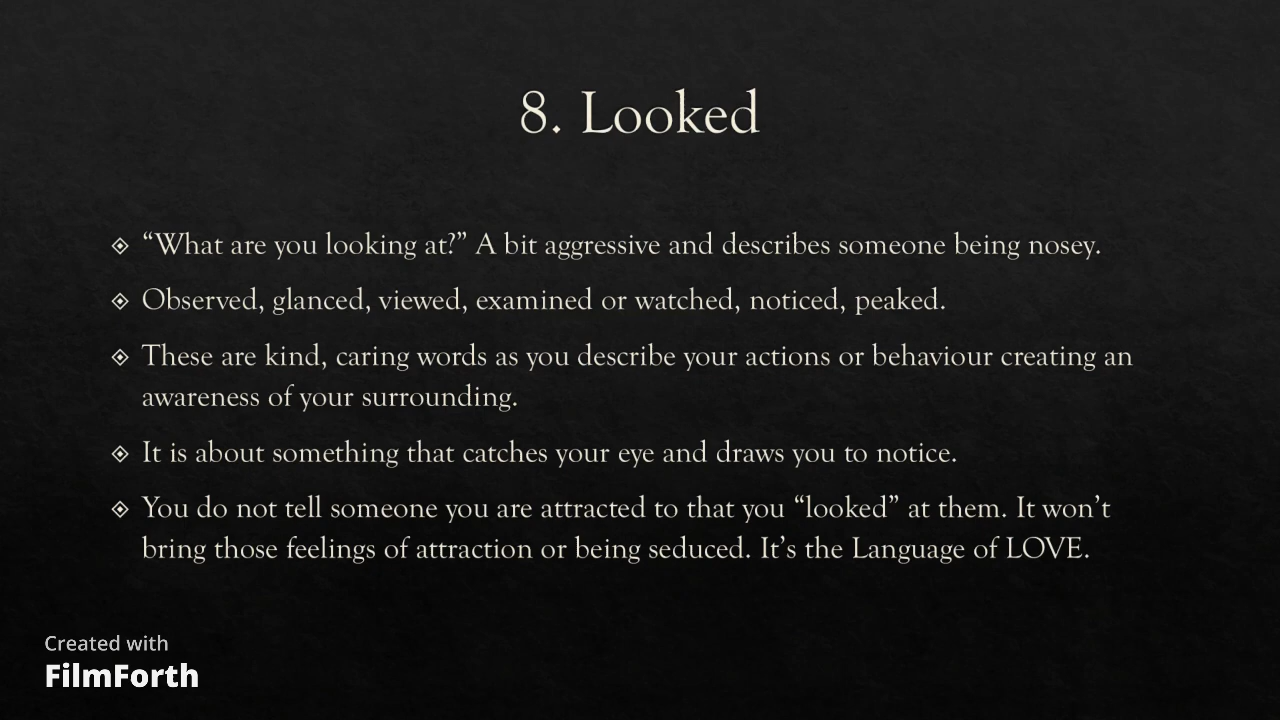 8. Looked
“What are you looking at?” A bit aggressive and describes someone being nosey.
Observed, glanced, viewed, examined or watched, noticed, peaked.
These are kind, caring words as you describe your actions or behaviour creating an
awareness of your surrounding.
It is about something that catches your eye and draws you to notice.
You do not tell someone you are attracted to that you “looked” at them. It won’t
bring those feelings of attraction or being seduced. It’s the Language of LOVE.
Created with
FilmForth